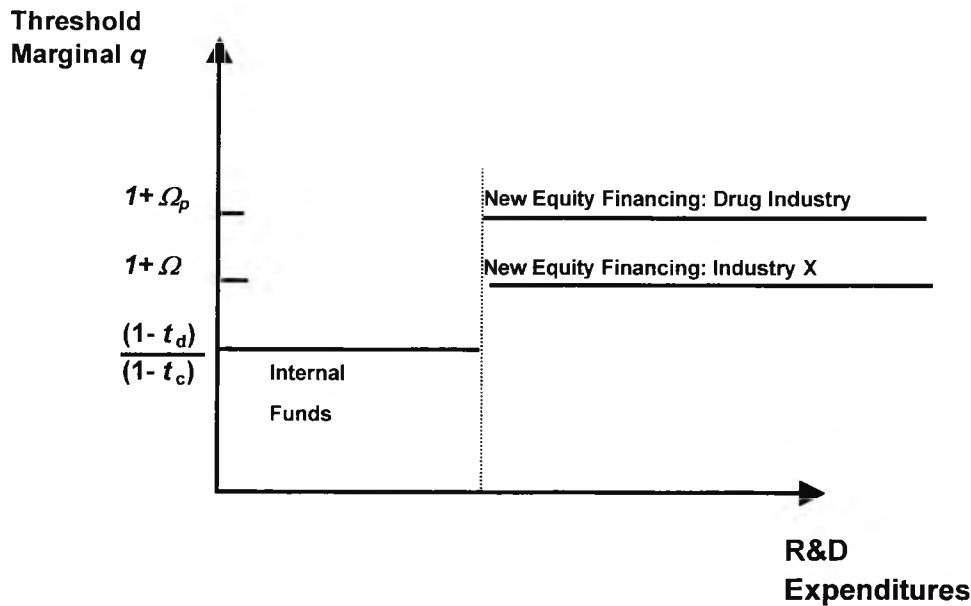 Threshold
Marginal q
1+ Ωp
New Equity Financing: Drug Industry
1+ Ω
New Equity Financing: Industry X
(1- td)
(1- tc)
Internal
Funds
R&D
Expenditures